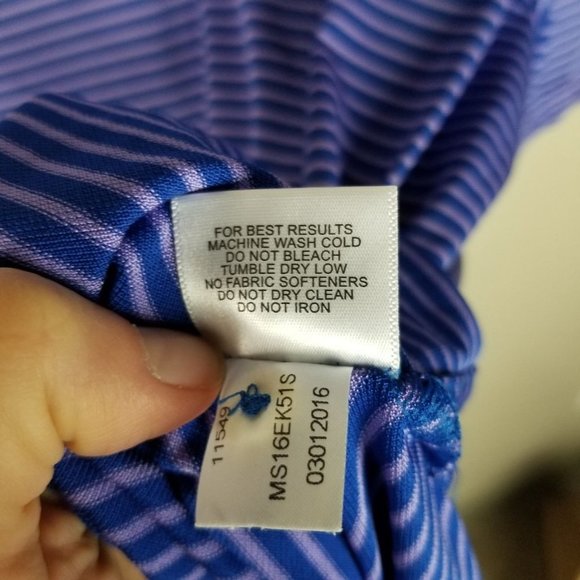 FOR BEST RESULTS
MACHINE WASH COLD
DO NOT BLEACH
TUMBLE DRY LOW
NO FABRIC SOFTENERS
DO NOT DRY CLEAN
DO NOT IRON
11549
MS16EK51S
03012016